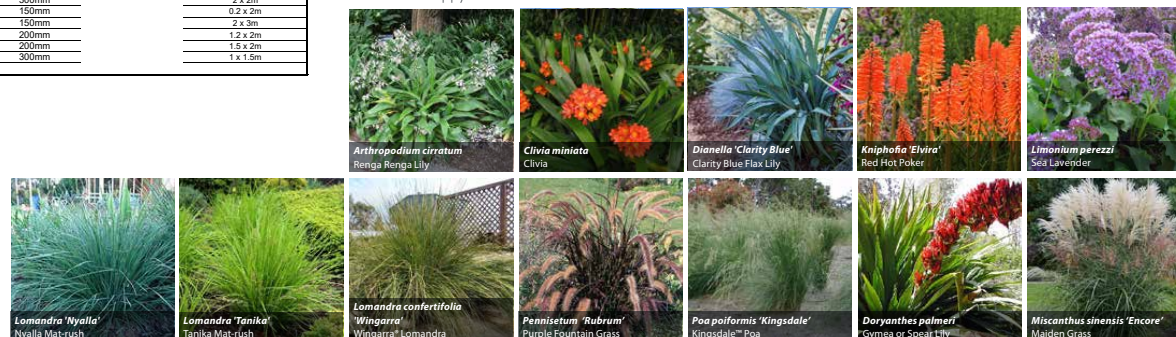 300mm 2 x 2m
150mm 0.2 x 2m
150mm 2 x 3m
200mm 1.2 x 2m
200mm 1.5 x 2m
300mm 1 x 1.5m
Arthropodium cirratum
Renga Renga Lily
Clivia miniata
Clivia
Dianella 'Clarity Blue'
Clarity Blue Flax Lily
Kniphofia 'Elvira'
Red Hot Poker
Limonium perezzi
Sea Lavender
Lomandra 'Nyalla'
Nyalla Mat-rush
Lomandra 'Tanika'
Tanika Mat-rush
Lomandra confertifolia
'Wingarra'
Wingarra® Lomandra
Pennisetum ‘Rubrum’
Purple Fountain Grass
Poa poiformis ‘Kingsdale’
Kingsdale™ Poa
Doryanthes palmeri
Gymea or Spear Lily
Miscanthus sinensis ‘Encore’
Maiden Grass